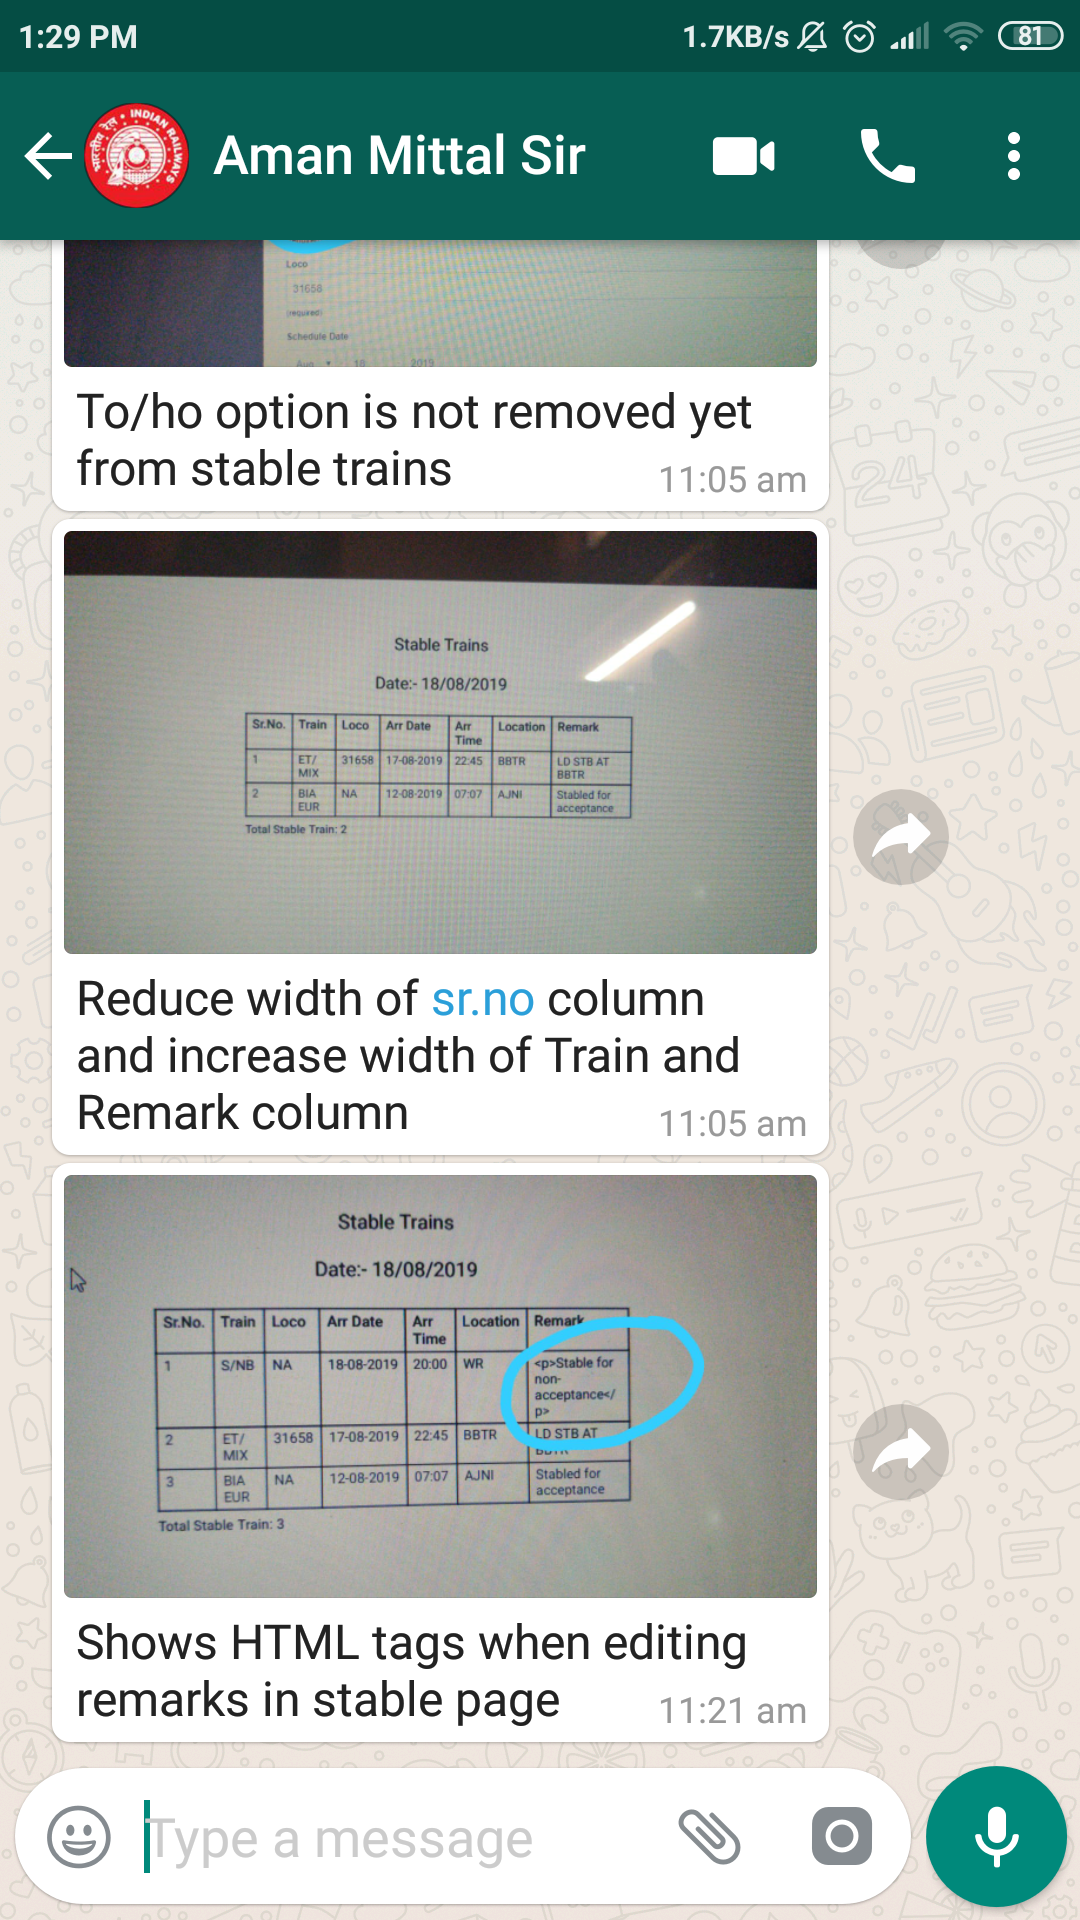 1:29 PM
1.7KB/s
81
भारतीय रेल • INDIAN RAILWAYS
Aman Mittal Sir
Loco
31658
(required)
Schedule Date
Aug 18 2019
To/ho option is not removed yet
from stable trains
11:05 am
Stable Trains
Date:- 18/08/2019
Sr.No. Train Loco Arr Date Arr Location Remark
Time
1 ET/ 31658 17-08-2019 22:45 BBTR LD STB AT
MIX BBTR
2 BIA NA 12-08-2019 07:07 AJNI Stabled for
EUR acceptance
Total Stable Train: 2
Reduce width of sr.no column
and increase width of Train and
Remark column
11:05 am
Stable Trains
Date:- 18/08/2019
Sr.No. Train Loco Arr Date Arr Location Remark
Time
1 S/NB NA 18-08-2019 20:00 WR <p>Stable for
non-
acceptance</
p>
2 ET/ 31658 17-08-2019 22:45 BBTR LD STB AT
MIX BBTR
3 BIA NA 12-08-2019 07:07 AJNI Stabled for
EUR acceptance
Total Stable Train: 3
Shows HTML tags when editing
remarks in stable page
11:21 am
Type a message